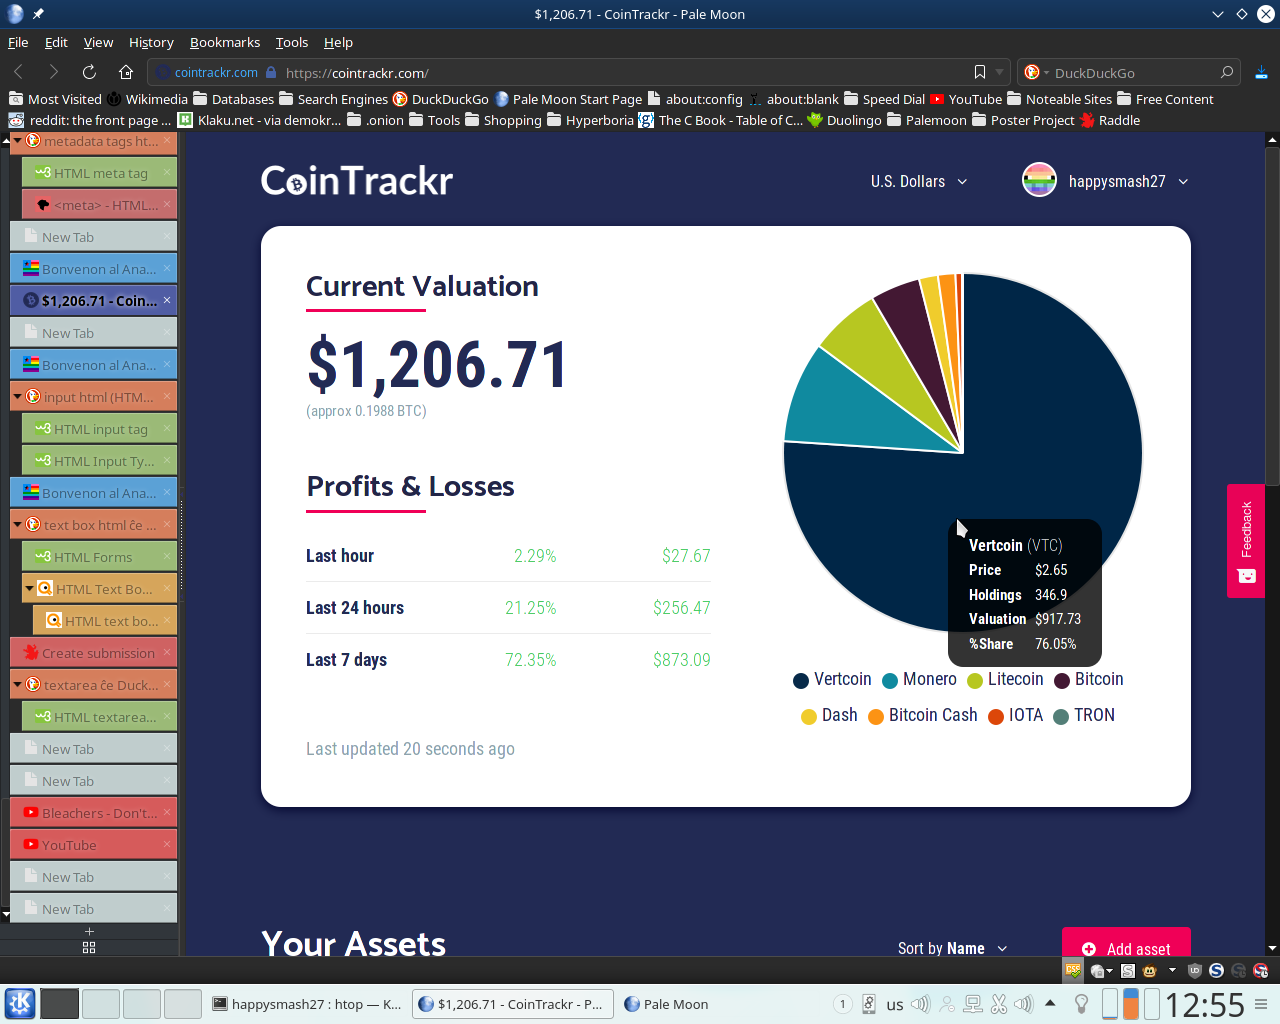 $1,206.71 - CoinTrackr - Pale Moon
File Edit View History Bookmarks Tools Help
cointrackr.com https://cointrackr.com/ DuckDuckGo
Most Visited Wikimedia Databases Search Engines DuckDuckGo Pale Moon Start Page about:config about:blank Speed Dial YouTube Noteable Sites Free Content
reddit: the front page ... Klaku.net - via demokr... .onion Tools Shopping Hyperboria The C Book - Table of C... Duolingo Palemoon Poster Project Raddle
metadata tags ht...
HTML meta tag
<meta> - HTML...
New Tab
Bonvenon al Ana...
$1,206.71 - Coin...
New Tab
Bonvenon al Ana...
input html (HTM...
HTML input tag
HTML Input Ty...
Bonvenon al Ana...
text box html ĉe ...
HTML Forms
HTML Text Bo...
HTML text bo...
Create submission
textarea ĉe Duck...
HTML textarea...
New Tab
New Tab
Bleachers - Don't...
YouTube
New Tab
New Tab
CoinTrackr
U.S. Dollars
happysmash27
Current Valuation
$1,206.71
(approx 0.1988 BTC)
Profits & Losses
Last hour 2.29% $27.67
Last 24 hours 21.25% $256.47
Last 7 days 72.35% $873.09
Last updated 20 seconds ago
Vertcoin (VTC)
Price $2.65
Holdings 346.9
Valuation $917.73
%Share 76.05%
Vertcoin Monero Litecoin Bitcoin
Dash Bitcoin Cash IOTA TRON
Feedback
Your Assets
Sort by Name
Add asset
happysmash27 : htop — K... $1,206.71 - CoinTrackr - P... Pale Moon 1 us 12:55